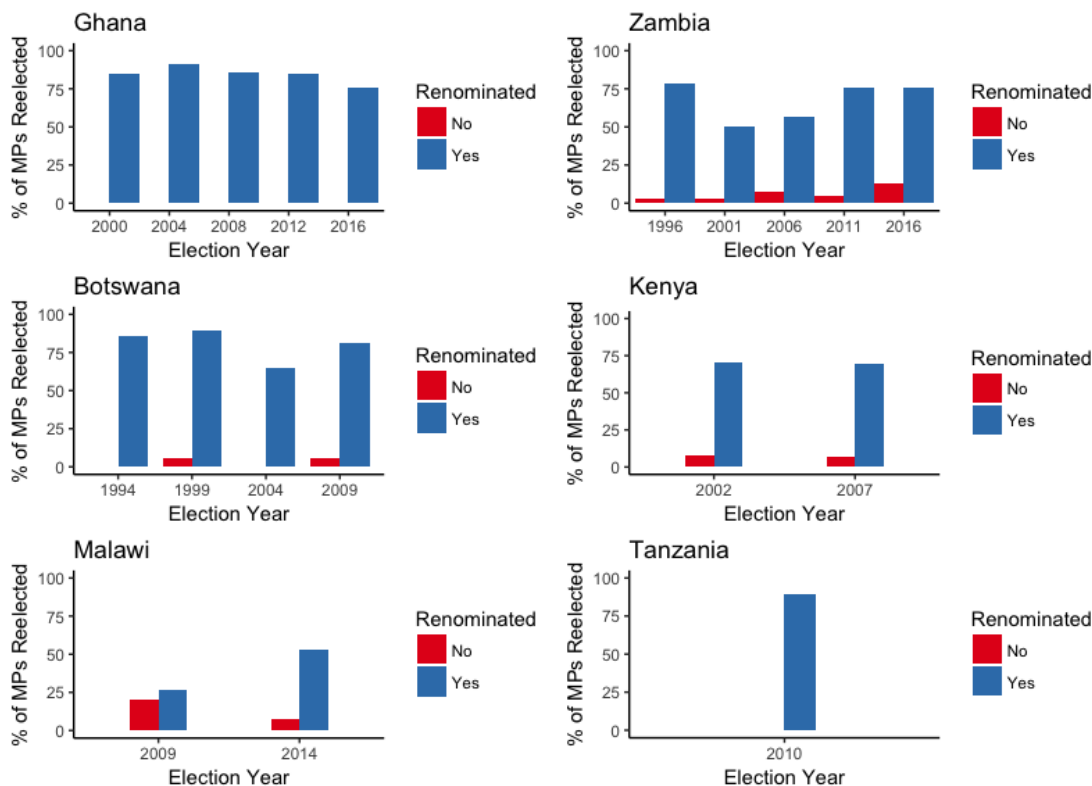 Ghana
% of MPs Reelected
100
75
50
25
0
2000 2004 2008 2012 2016
Election Year
Renominated
No
Yes
Zambia
% of MPs Reelected
100
75
50
25
0
1996 2001 2006 2011 2016
Election Year
Renominated
No
Yes
Botswana
% of MPs Reelected
100
75
50
25
0
1994 1999 2004 2009
Election Year
Renominated
No
Yes
Kenya
% of MPs Reelected
100
75
50
25
0
2002 2007
Election Year
Renominated
No
Yes
Malawi
% of MPs Reelected
100
75
50
25
0
2009 2014
Election Year
Renominated
No
Yes
Tanzania
% of MPs Reelected
100
75
50
25
0
2010
Election Year
Renominated
No
Yes